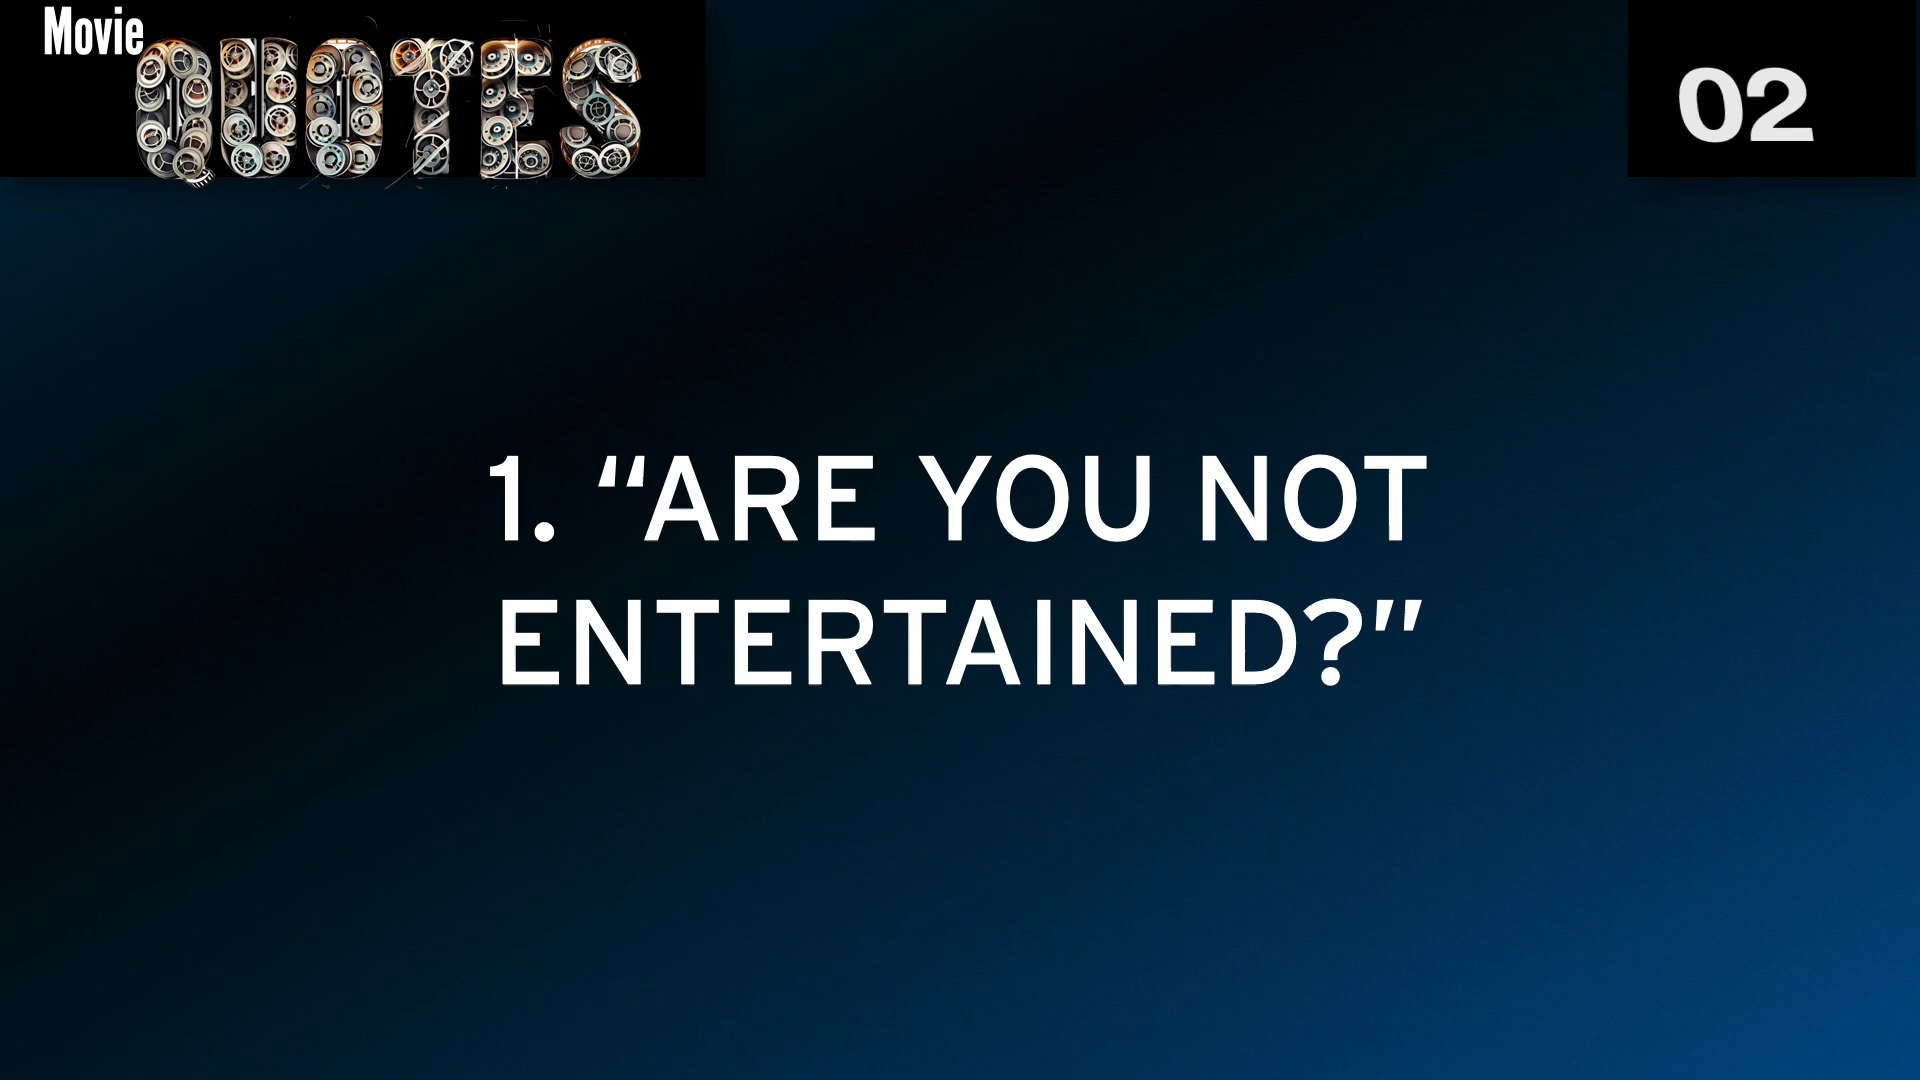 Movie
QUOTES
02
1. “ARE YOU NOT
ENTERTAINED?”